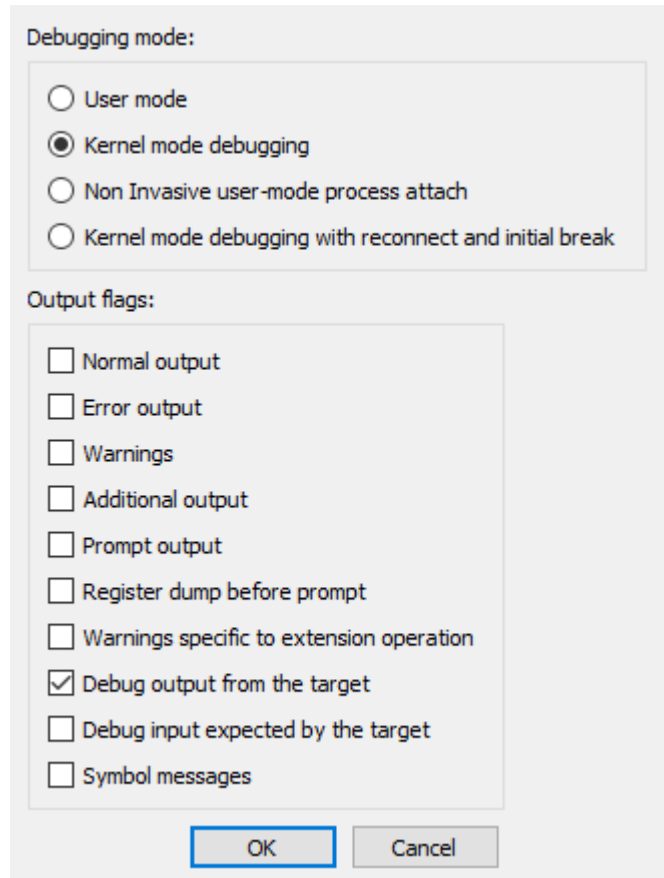 Debugging mode:
User mode
Kernel mode debugging
Non Invasive user-mode process attach
Kernel mode debugging with reconnect and initial break
Output flags:
Normal output
Error output
Warnings
Additional output
Prompt output
Register dump before prompt
Warnings specific to extension operation
Debug output from the target
Debug input expected by the target
Symbol messages
OK Cancel